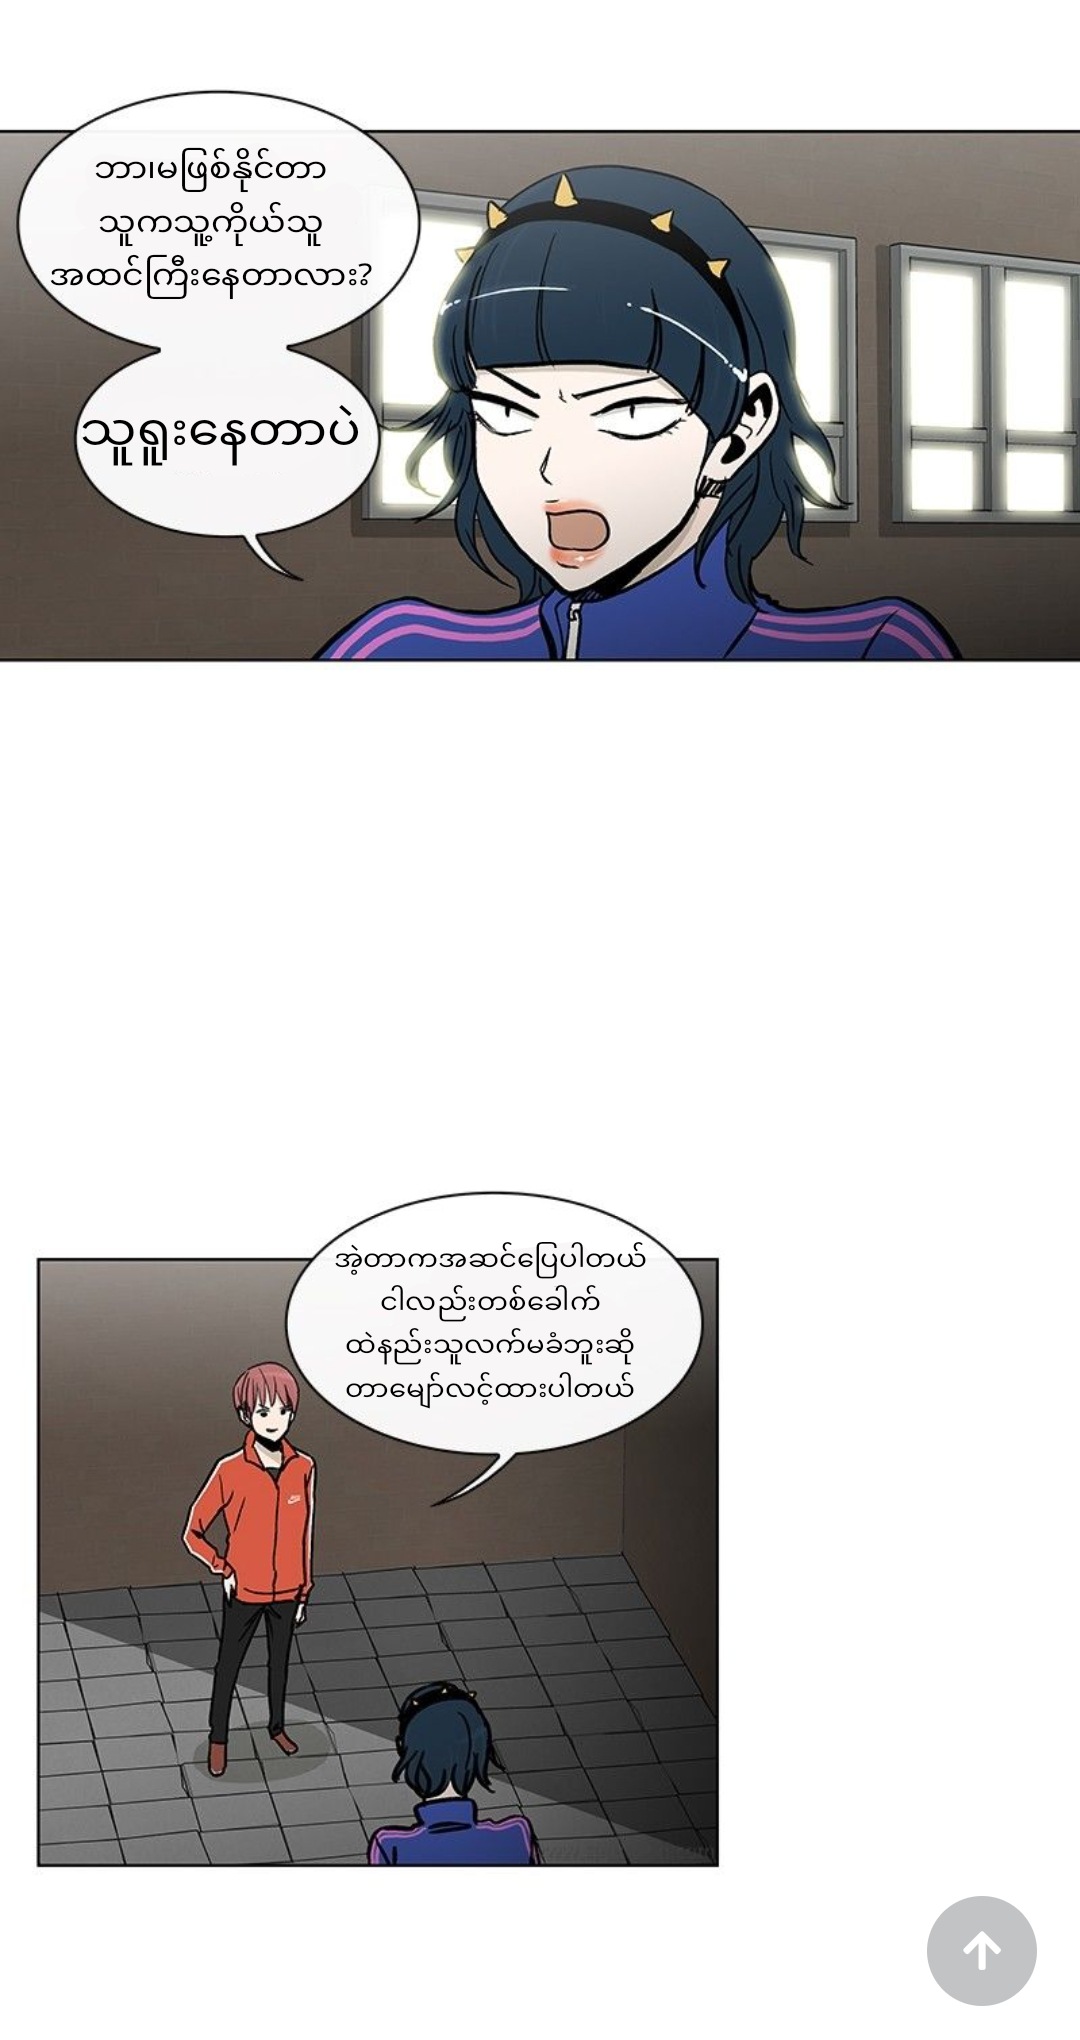 ဘာ၊မဖြစ်နိုင်တာ
သူကသူ့ကိုယ်သူ
အထင်ကြီးနေတာလား?
သူရူးနေတာပဲ
အဲ့တာကအဆင်ပြေပါတယ်
ငါလည်းတစ်ခေါက်
ထဲနည်းသူလက်မခံဘူးဆို
တာမျော်လင့်ထားပါတယ်